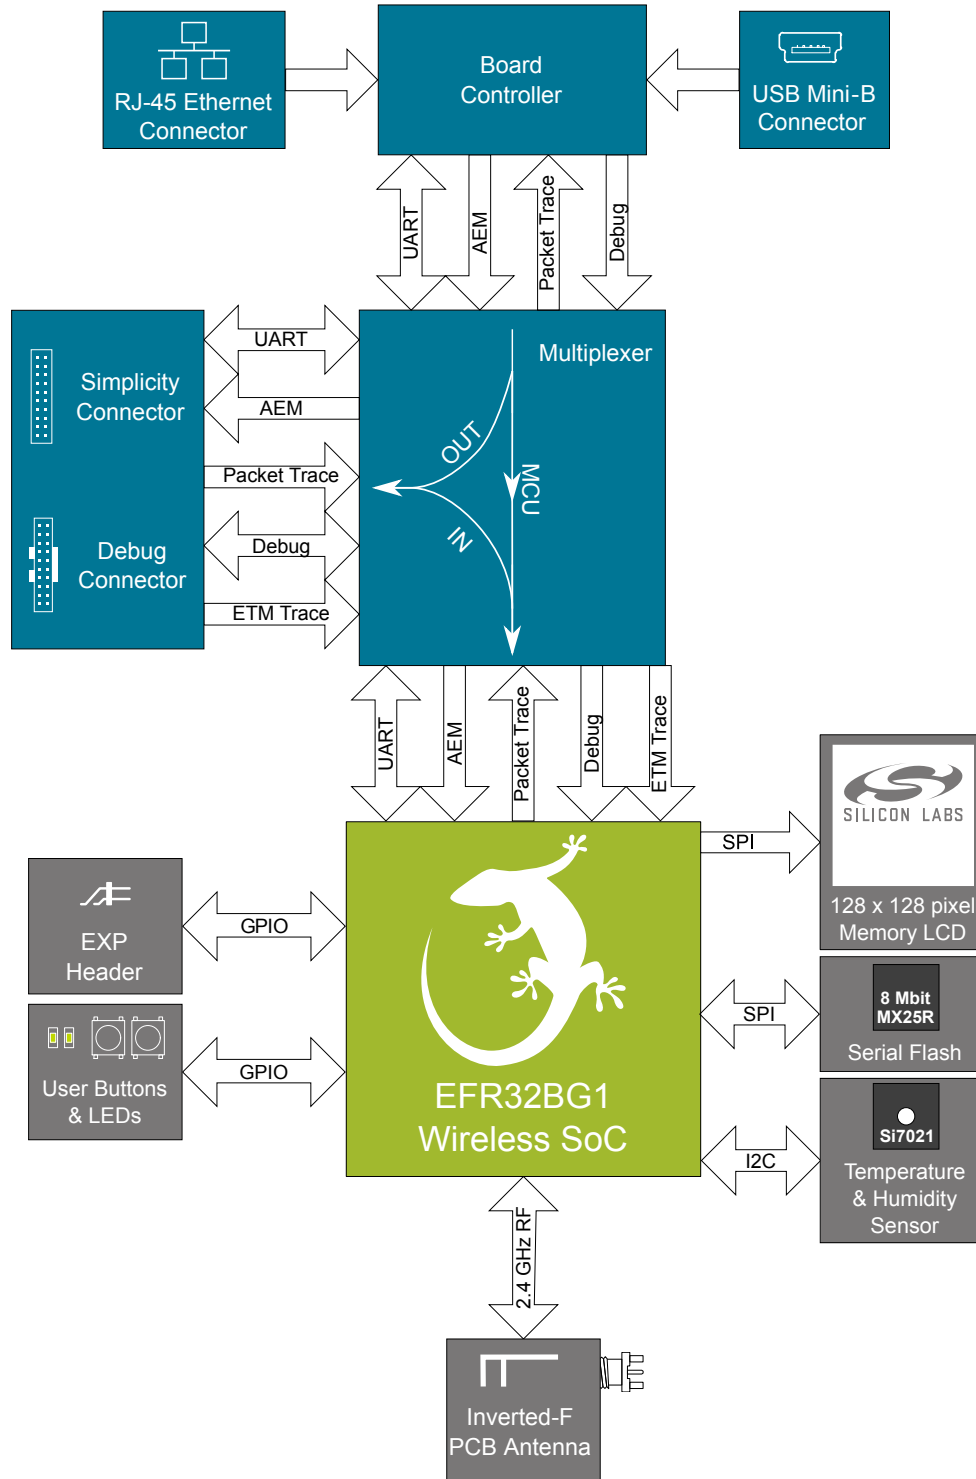 RJ-45 Ethernet
Connector
Board
Controller
USB Mini-B
Connector
UART
AEM
Packet Trace
Debug
Simplicity
Connector
Debug
Connector
UART
AEM
Packet Trace
Debug
ETM Trace
Multiplexer
OUT
MCU
IN
UART
AEM
Packet Trace
Debug
ETM Trace
SPI
SILICON LABS
128 x 128 pixel
Memory LCD
EXP
Header
GPIO
User Buttons
& LEDs
GPIO
EFR32BG1
Wireless SoC
SPI
8 Mbit
MX25R
Serial Flash
I2C
Si7021
Temperature
& Humidity
Sensor
2.4 GHz RF
Inverted-F
PCB Antenna